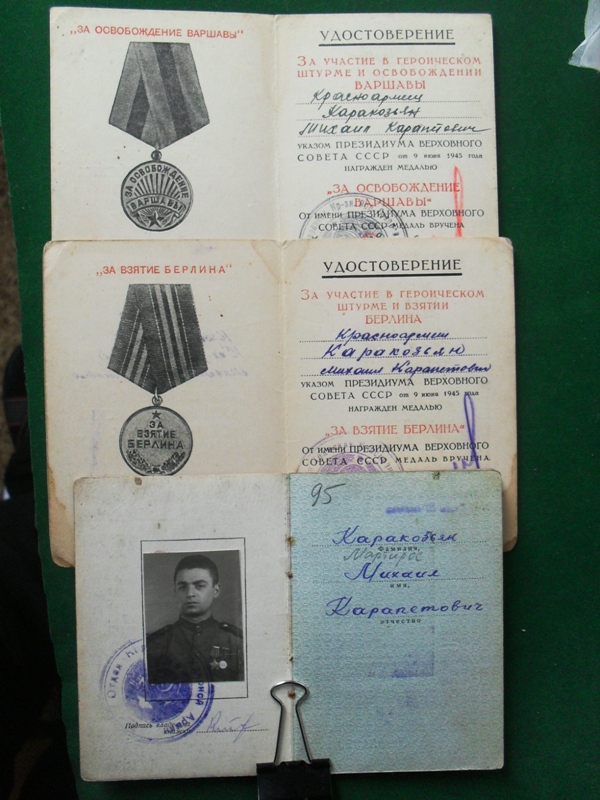 „ЗА ОСВОБОЖДЕНИЕ ВАРШАВЫ“
ЗА ОСВОБОЖДЕНИЕ
ВАРШАВЫ
УДОСТОВЕРЕНИЕ
ЗА УЧАСТИЕ В ГЕРОИЧЕСКОМ
ШТУРМЕ И ОСВОБОЖДЕНИИ
ВАРШАВЫ
Красноармеец
Каракозьян
Михаил Карапетович
УКАЗОМ ПРЕЗИДИУМА ВЕРХОВНОГО
СОВЕТА СССР от 9 июня 1945 года
НАГРАЖДЕН МЕДАЛЬЮ
„ЗА ОСВОБОЖДЕНИЕ
ВАРШАВЫ“
ОТ ИМЕНИ ПРЕЗИДИУМА ВЕРХОВНОГО
СОВЕТА СССР МЕДАЛЬ ВРУЧЕНА
„ЗА ВЗЯТИЕ БЕРЛИНА“
ЗА
ВЗЯТИЕ
БЕРЛИНА
УДОСТОВЕРЕНИЕ
ЗА УЧАСТИЕ В ГЕРОИЧЕСКОМ
ШТУРМЕ И ВЗЯТИИ
БЕРЛИНА
Красноармеец
Каракозьян
Михаил Карапетович
УКАЗОМ ПРЕЗИДИУМА ВЕРХОВНОГО
СОВЕТА СССР от 9 июня 1945 года
НАГРАЖДЕН МЕДАЛЬЮ
„ЗА ВЗЯТИЕ БЕРЛИНА“
ОТ ИМЕНИ ПРЕЗИДИУМА ВЕРХОВНОГО
СОВЕТА СССР МЕДАЛЬ ВРУЧЕНА
Подпись
95
Каракозьян
Фамилия,
Мартирос
Михаил
имя,
Карапетович
отчество